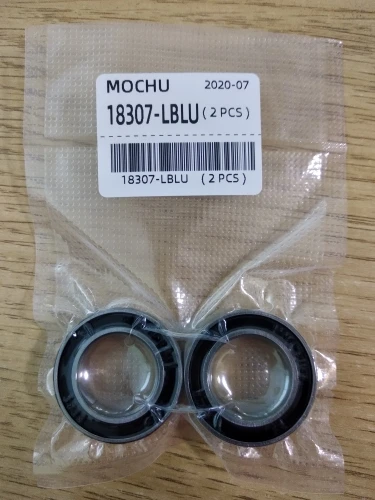 MOCHU 2020-07
18307-LBLU ( 2 PCS )
18307-LBLU ( 2 PCS )